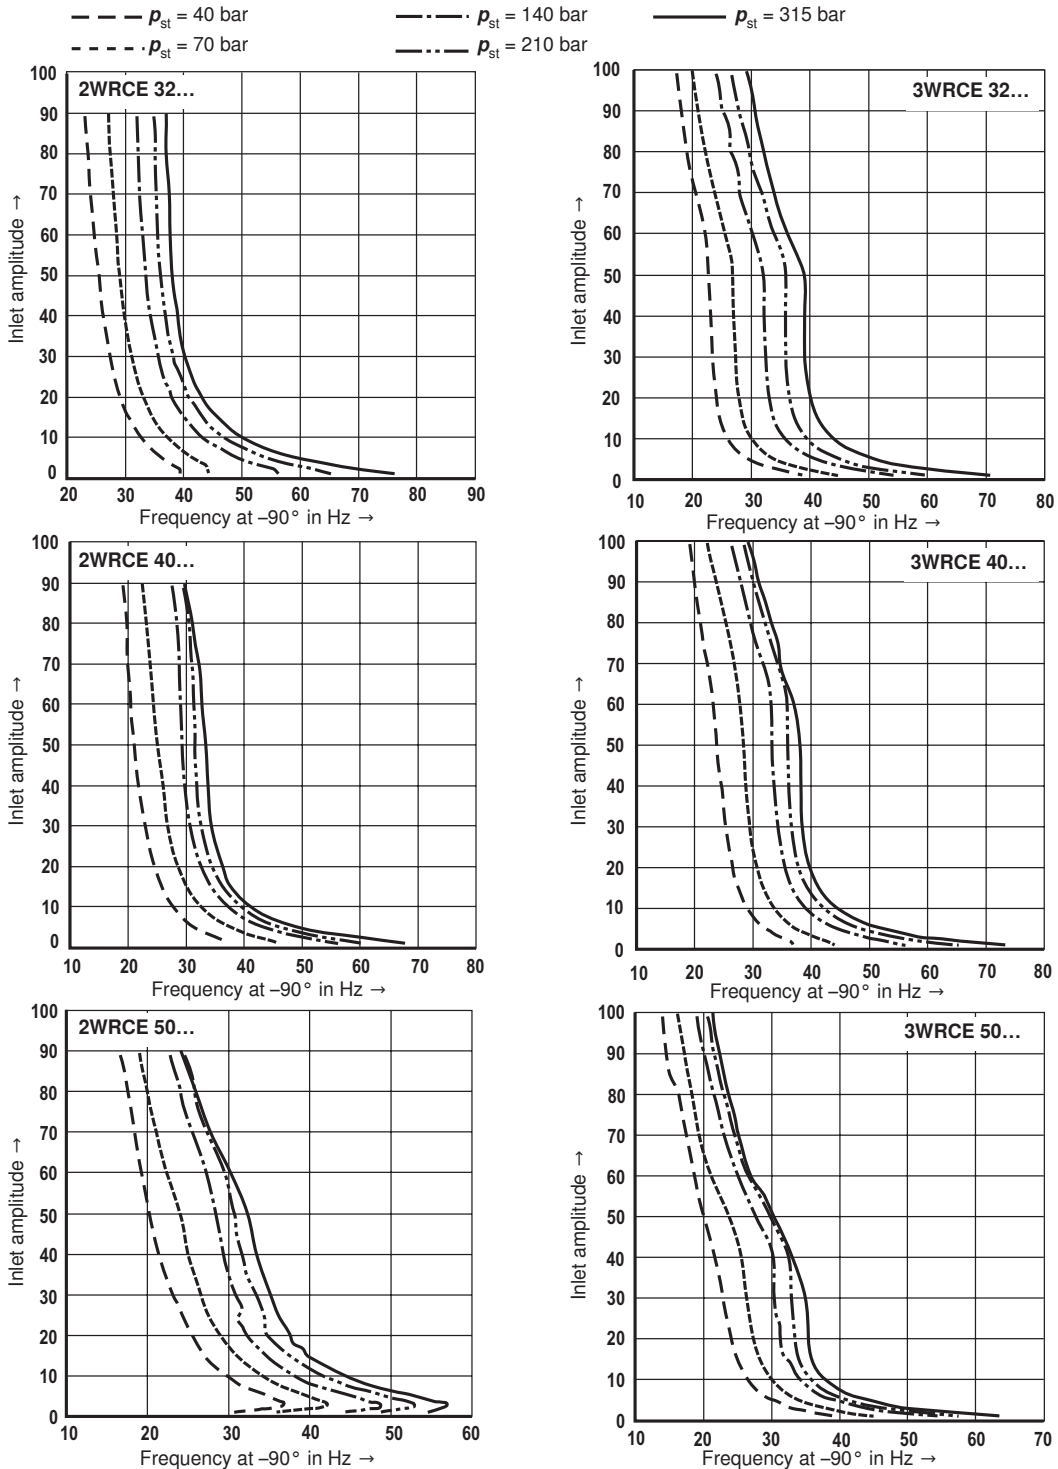 pst = 40 bar
pst = 140 bar
pst = 315 bar
pst = 70 bar
pst = 210 bar
2WRCE 32...
Inlet amplitude →
100
90
80
70
60
50
40
30
20
10
0
20 30 40 50 60 70 80 90
Frequency at –90° in Hz →
3WRCE 32...
Inlet amplitude →
100
90
80
70
60
50
40
30
20
10
0
10 20 30 40 50 60 70 80
Frequency at –90° in Hz →
2WRCE 40...
Inlet amplitude →
100
90
80
70
60
50
40
30
20
10
0
10 20 30 40 50 60 70 80
Frequency at –90° in Hz →
3WRCE 40...
Inlet amplitude →
100
90
80
70
60
50
40
30
20
10
0
10 20 30 40 50 60 70 80
Frequency at –90° in Hz →
2WRCE 50...
Inlet amplitude →
100
90
80
70
60
50
40
30
20
10
0
10 20 30 40 50 60
Frequency at –90° in Hz →
3WRCE 50...
Inlet amplitude →
100
90
80
70
60
50
40
30
20
10
0
10 20 30 40 50 60 70
Frequency at –90° in Hz →